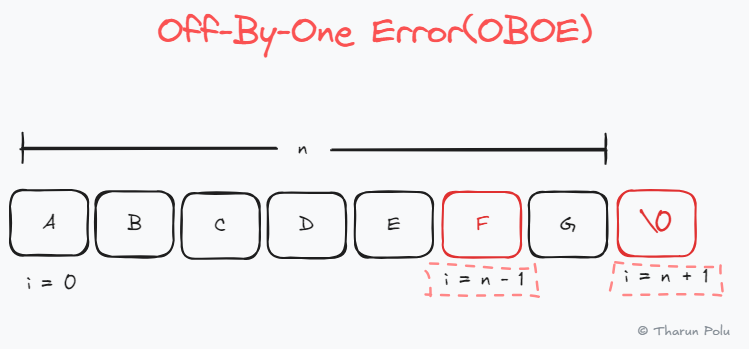 Off-By-One Error(OBOE)
n
A B C D E F G \0
i = 0 i = n - 1 i = n + 1
© Tharun Polu